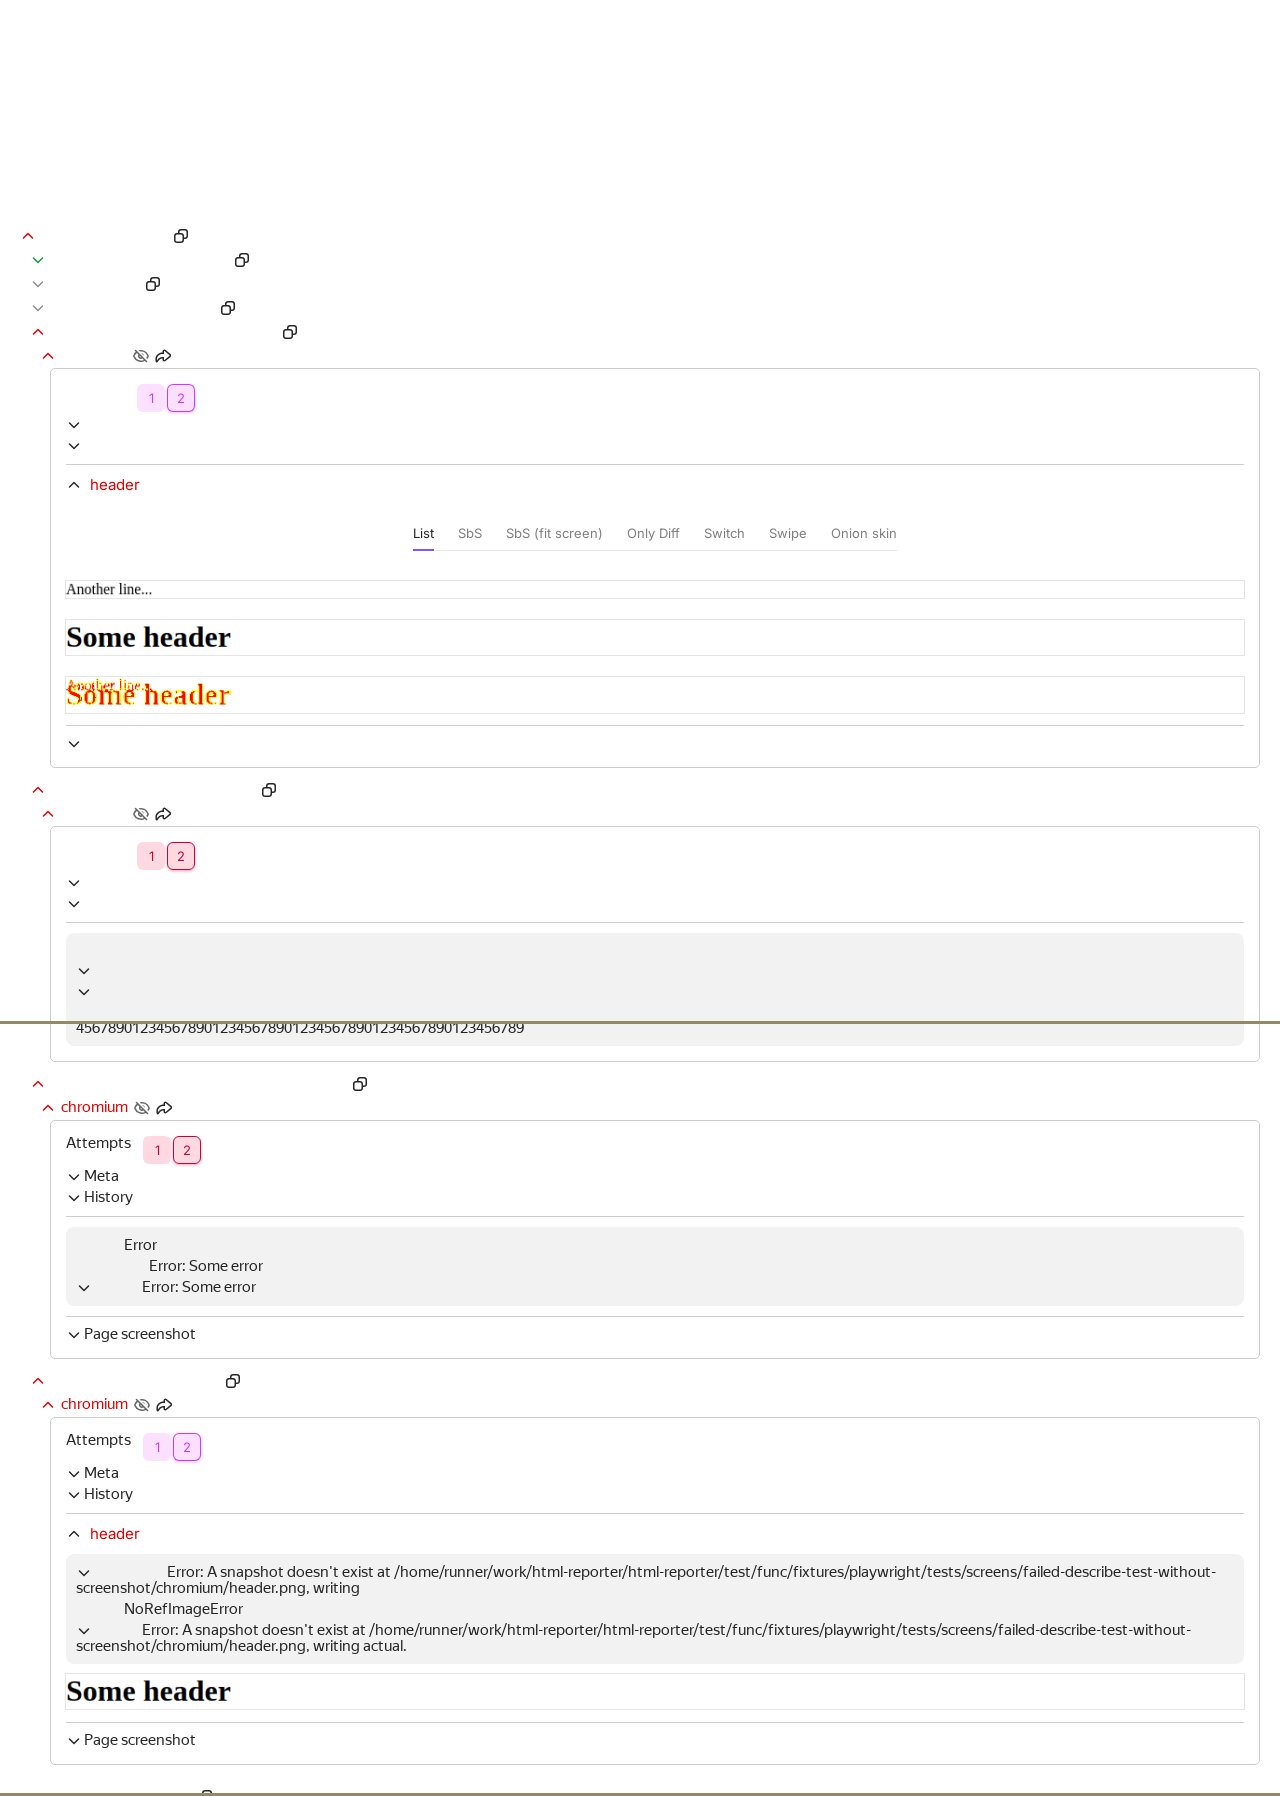 1 2
header
List SbS SbS (fit screen) Only Diff Switch Swipe Onion skin
Another line...
Some header
Another line...
Some header
1 2
456789012345678901234567890123456789012345678901234567890123456789
chromium
Attempts 1 2
Meta
History
Error
Error: Some error
Error: Some error
Page screenshot
chromium
Attempts 1 2
Meta
History
header
Error: A snapshot doesn't exist at /home/runner/work/html-reporter/html-reporter/test/func/fixtures/playwright/tests/screens/failed-describe-test-without-
screenshot/chromium/header.png, writing
NoRefImageError
Error: A snapshot doesn't exist at /home/runner/work/html-reporter/html-reporter/test/func/fixtures/playwright/tests/screens/failed-describe-test-without-
screenshot/chromium/header.png, writing actual.
Some header
Page screenshot